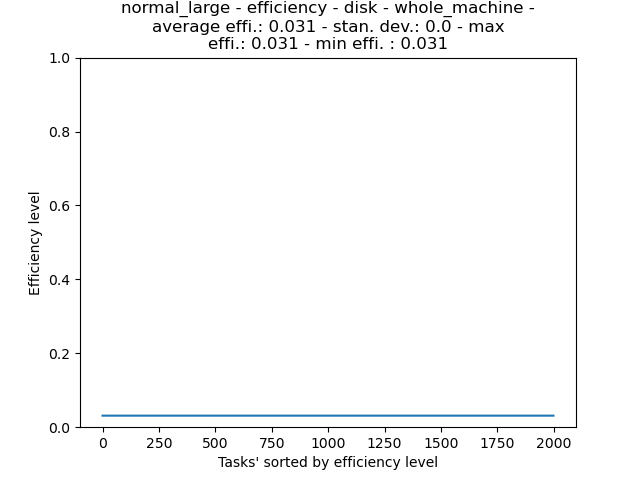 normal_large - efficiency - disk - whole_machine -
average effi.: 0.031 - stan. dev.: 0.0 - max
effi.: 0.031 - min effi. : 0.031
1.0
0.8
0.6
0.4
0.2
0.0
Efficiency level
0 250 500 750 1000 1250 1500 1750 2000
Tasks' sorted by efficiency level